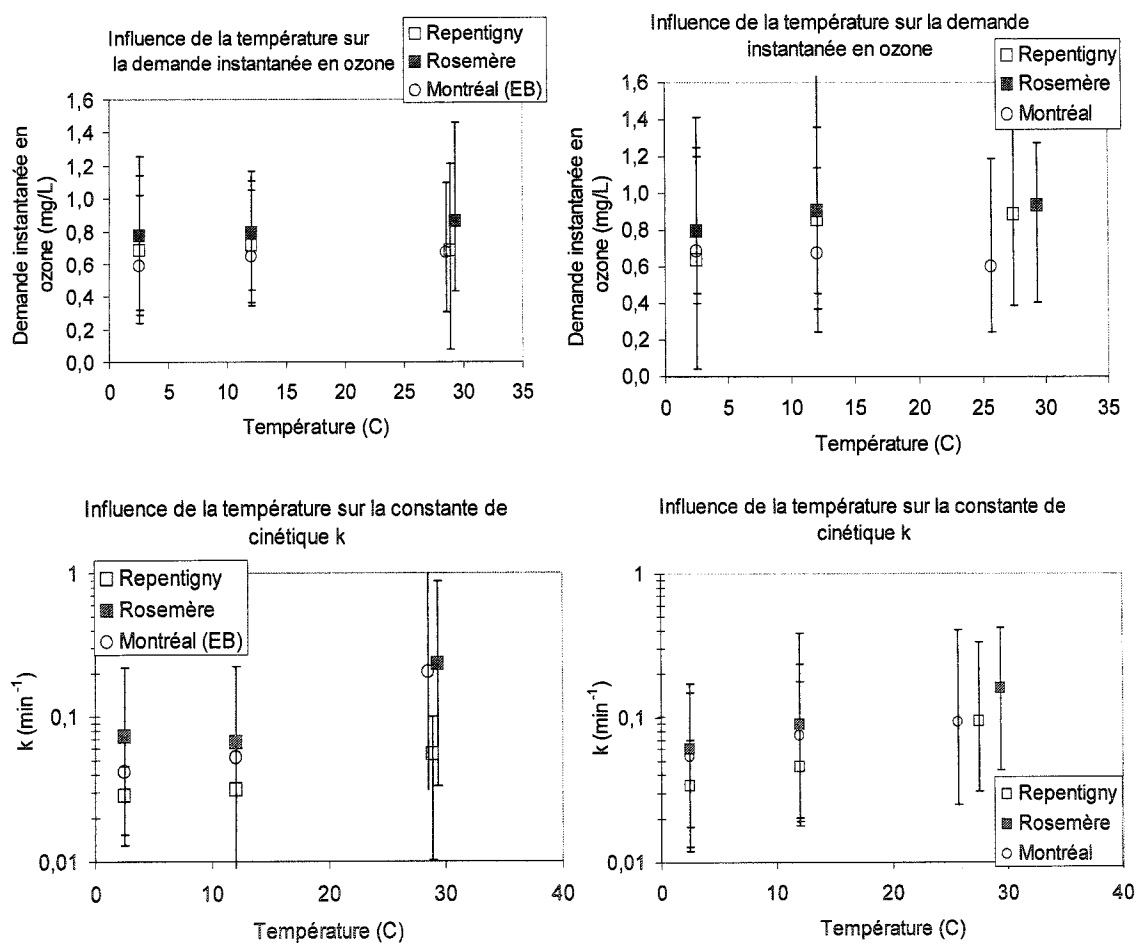 Influence de la température sur
la demande instantanée en ozone
Repentigny
Rosemère
Montréal (EB)
1,6
1,4
1,2
1,0
0,8
0,6
0,4
0,2
0,0
Demande instantanée en
ozone (mg/L)
0 5 10 15 20 25 30 35
Température (C)
Influence de la température sur la demande
instantanée en ozone
Repentigny
Rosemère
Montréal
1,6
1,4
1,2
1,0
0,8
0,6
0,4
0,2
0,0
Demande instantanée en
ozone (mg/L)
0 5 10 15 20 25 30 35
Température (C)
Influence de la température sur la constante de
cinétique k
Repentigny
Rosemère
Montréal (EB)
1
0,1
0,01
k (min⁻¹)
0 10 20 30 40
Température (C)
Influence de la température sur la constante de
cinétique k
1
0,1
0,01
k (min⁻¹)
Repentigny
Rosemère
Montréal
0 10 20 30 40
Température (C)